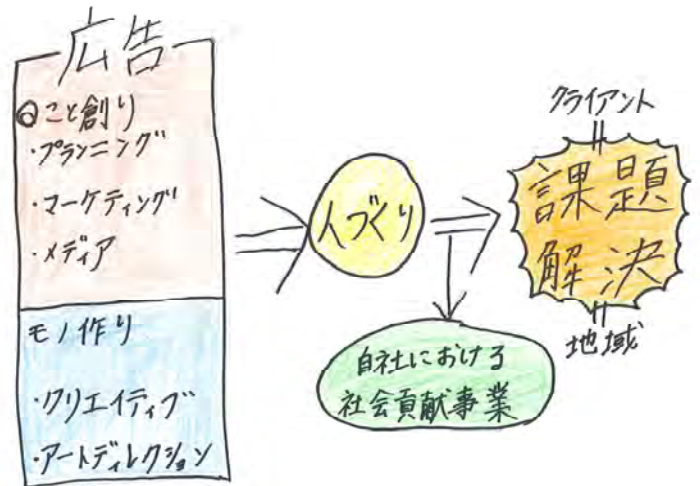 広告
◎こと創り
・プランニング
・マーケティング
・メディア
モノ作り
・クリエイティブ
・アートディレクション
人づくり
自社における
社会貢献事業
クライアント
課題
解決
地域